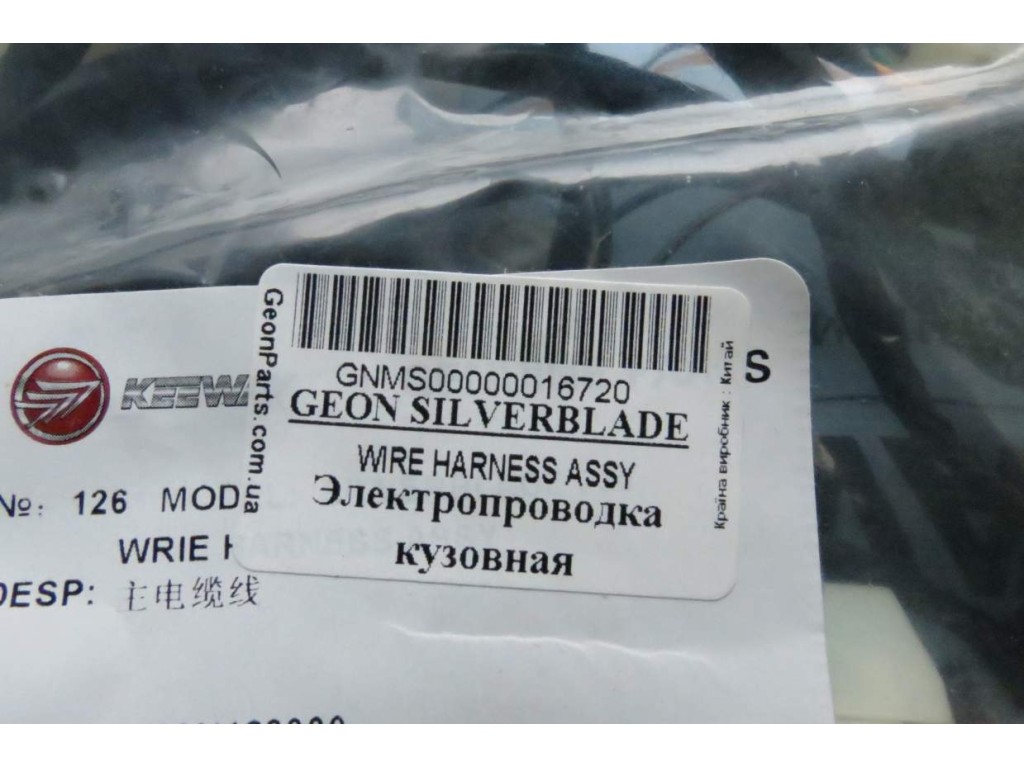 GeonParts.com.ua
GNMS00000016720
GEON SILVERBLADE
WIRE HARNESS ASSY
Электропроводка
кузовная
Країна виробник : Китай
S
KEEWA
№: 126 MOD
WRIE H
DESP: 主电缆线